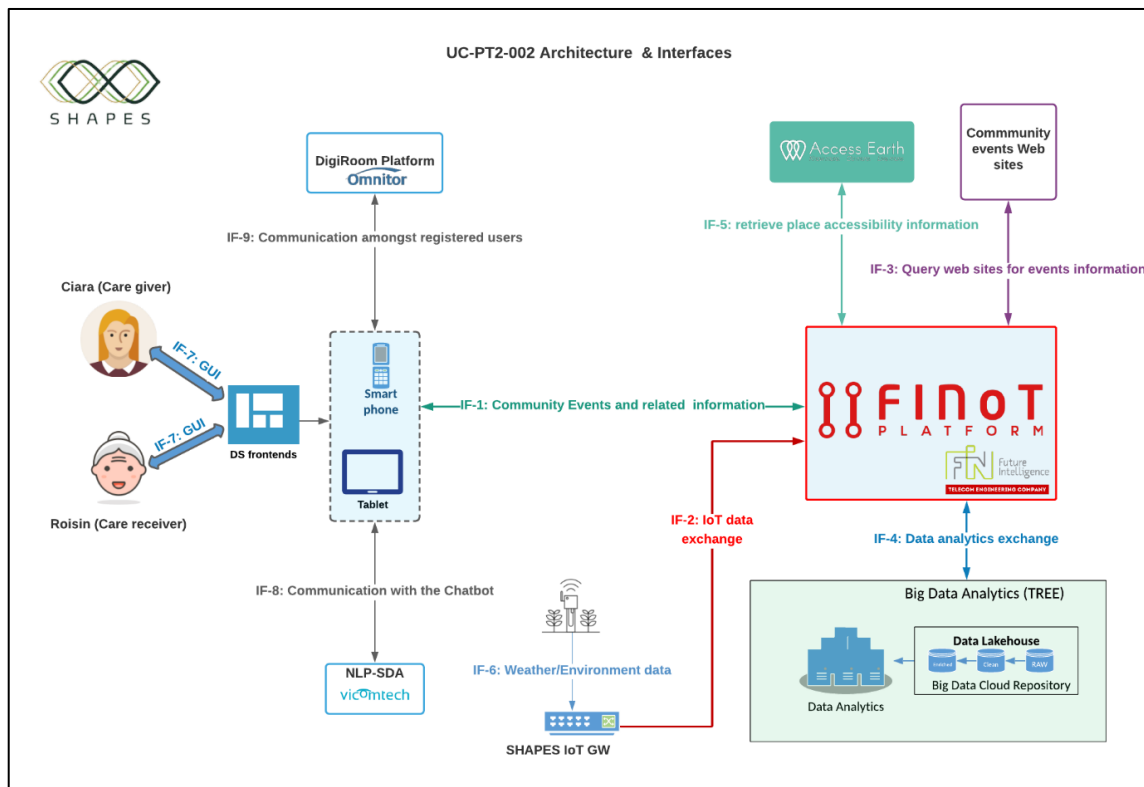 UC-PT2-002 Architecture & Interfaces
SHAPES
DigiRoom Platform
Omnitor
Access Earth
Commmunity
events Web
sites
IF-9: Communication amongst registered users
IF-5: retrieve place accessibility information
IF-3: Query web sites for events information
Ciara (Care giver)
IF-7: GUI
Smart
phone
IF-1: Community Events and related information
FINoT
PLATFORM
IF-7: GUI
DS frontends
FIN
Future
Intelligence
TELECOM ENGINEERING COMPANY
Tablet
Roisin (Care receiver)
IF-2: IoT data
exchange
IF-4: Data analytics exchange
IF-8: Communication with the Chatbot
Big Data Analytics (TREE)
Data Lakehouse
Enriched
Clean
RAW
Big Data Cloud Repository
Data Analytics
NLP-SDA
vicomtech
IF-6: Weather/Environment data
SHAPES IoT GW